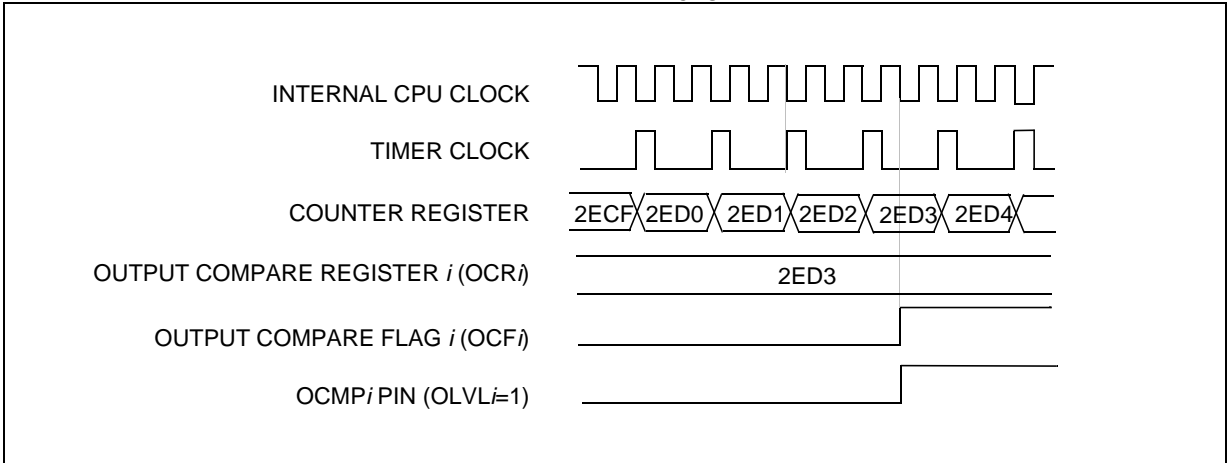 INTERNAL CPU CLOCK
TIMER CLOCK
COUNTER REGISTER 2ECF 2ED0 2ED1 2ED2 2ED3 2ED4
OUTPUT COMPARE REGISTER i (OCRi) 2ED3
OUTPUT COMPARE FLAG i (OCFi)
OCMPi PIN (OLVLi=1)